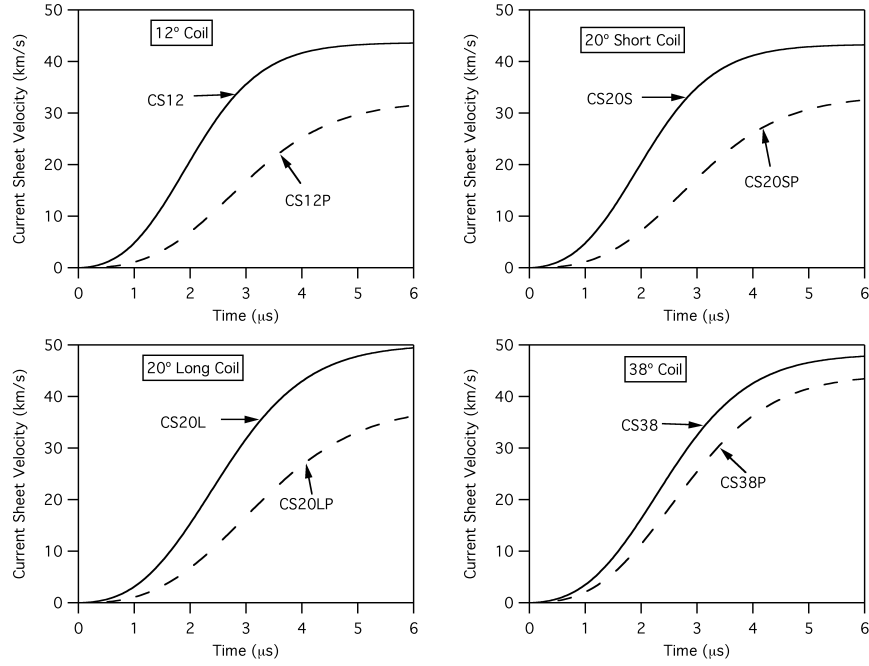 12° Coil
Current Sheet Velocity (km/s)
50
40
30
20
10
0
CS12
CS12P
0 1 2 3 4 5 6
Time (µs)
20° Short Coil
Current Sheet Velocity (km/s)
50
40
30
20
10
0
CS20S
CS20SP
0 1 2 3 4 5 6
Time (µs)
20° Long Coil
Current Sheet Velocity (km/s)
50
40
30
20
10
0
CS20L
CS20LP
0 1 2 3 4 5 6
Time (µs)
38° Coil
Current Sheet Velocity (km/s)
50
40
30
20
10
0
CS38
CS38P
0 1 2 3 4 5 6
Time (µs)